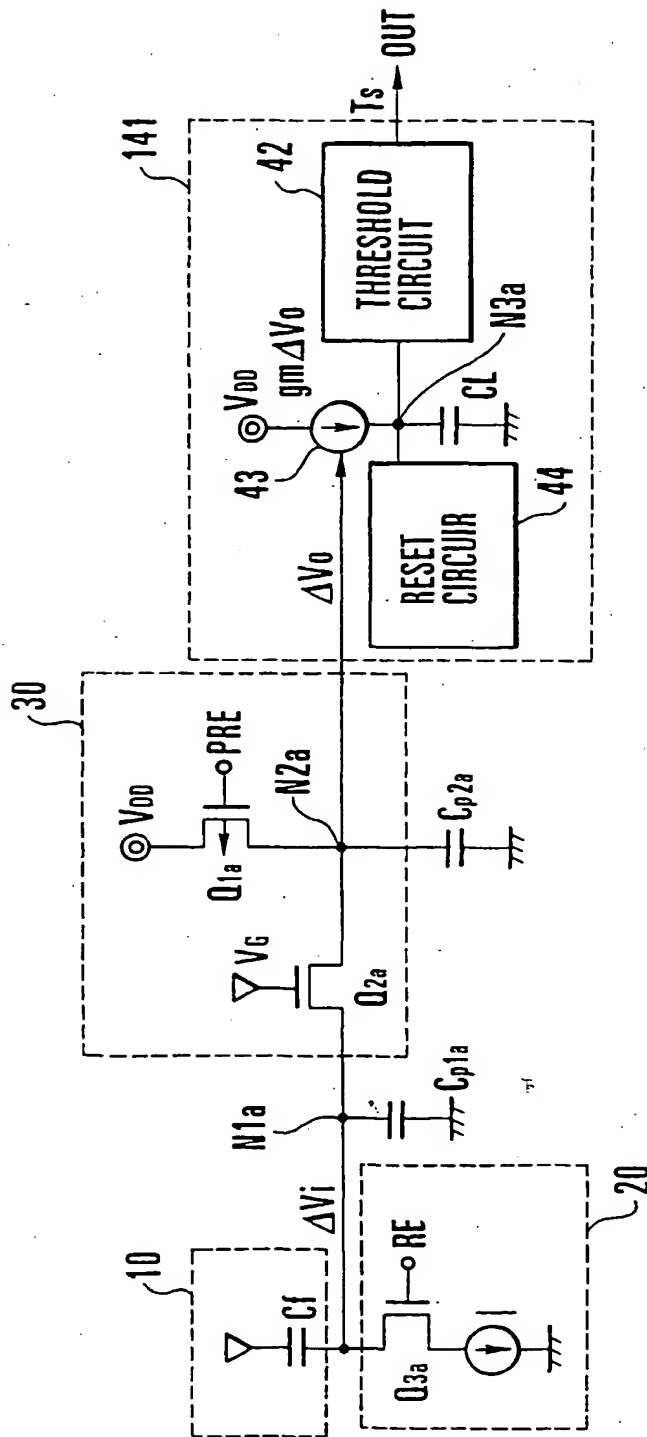 10
Cf
ΔVi
RE
Q3a
I
20
N1a
Cp1a
30
VDD
PRE
Q1a
VG
Q2a
N2a
Cp2a
ΔVo
141
VDD
gmΔVo
43
CL
N3a
RESET
CIRCUIR
44
THRESHOLD
CIRCUIT
42
Ts
OUT